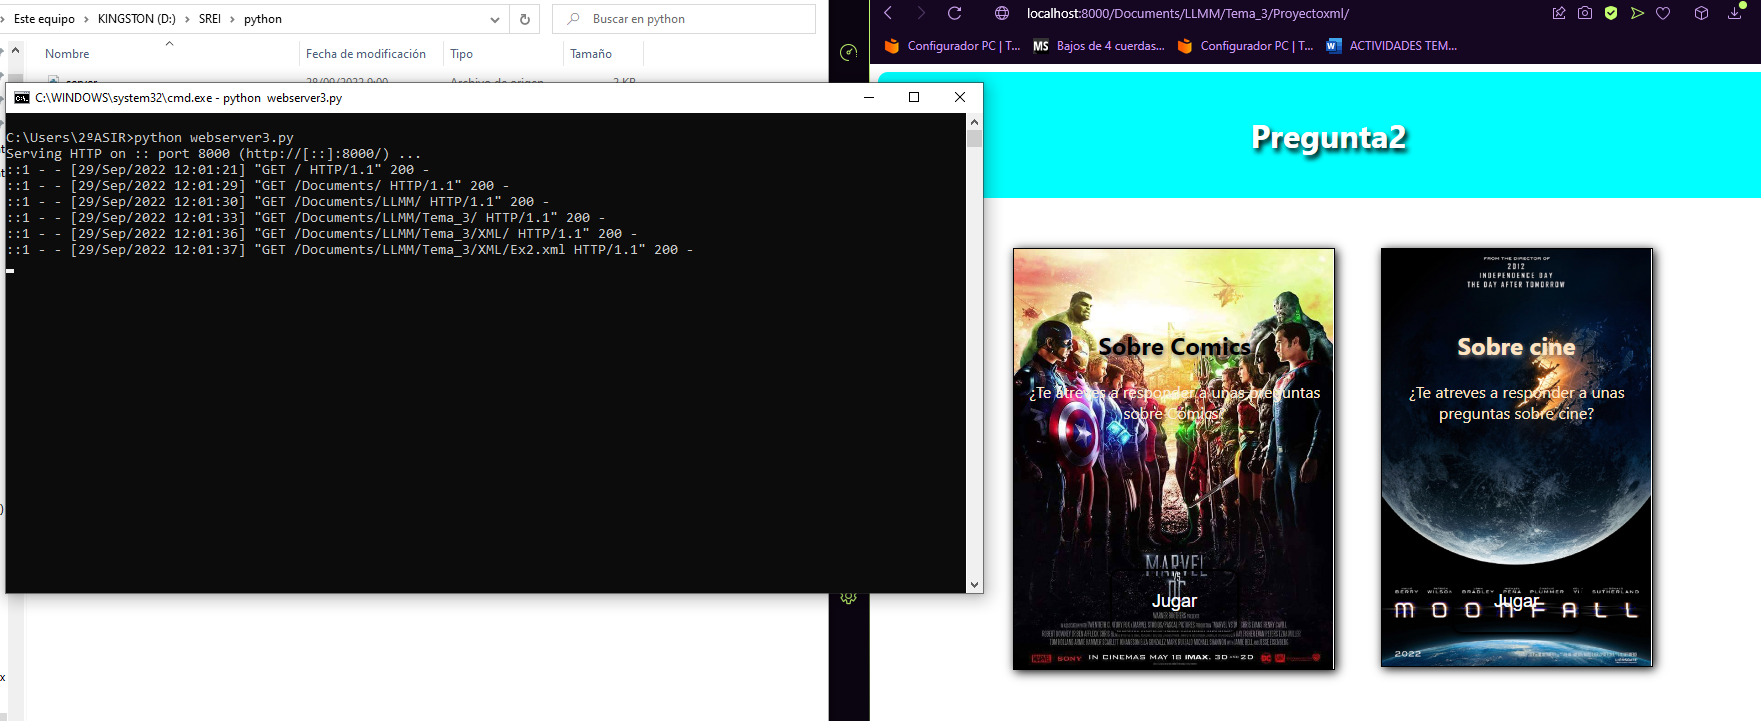 Este equipo > KINGSTON (D:) > SREI > python
Buscar en python
Nombre
Fecha de modificación
Tipo
Tamaño
C:\WINDOWS\system32\cmd.exe - python  webserver3.py
C:\Users\2ºASIR>python webserver3.py
Serving HTTP on :: port 8000 (http://[::]:8000/) ...
::1 - - [29/Sep/2022 12:01:21] "GET / HTTP/1.1" 200 -
::1 - - [29/Sep/2022 12:01:29] "GET /Documents/ HTTP/1.1" 200 -
::1 - - [29/Sep/2022 12:01:30] "GET /Documents/LLMM/ HTTP/1.1" 200 -
::1 - - [29/Sep/2022 12:01:33] "GET /Documents/LLMM/Tema_3/ HTTP/1.1" 200 -
::1 - - [29/Sep/2022 12:01:36] "GET /Documents/LLMM/Tema_3/XML/ HTTP/1.1" 200 -
::1 - - [29/Sep/2022 12:01:37] "GET /Documents/LLMM/Tema_3/XML/Ex2.xml HTTP/1.1" 200 -
localhost:8000/Documents/LLMM/Tema_3/Proyectoxml/
Configurador PC | T...
MS Bajos de 4 cuerdas...
Configurador PC | T...
ACTIVIDADES TEM...
Pregunta2
Sobre Comics
¿Te atreves a responder a unas preguntas
sobre Comics?
MARVEL
VS
DC
Jugar
IN CINEMAS MAY 18 IMAX. 3D AND 2D
FROM THE DIRECTOR OF
2012
INDEPENDENCE DAY
THE DAY AFTER TOMORROW
Sobre cine
¿Te atreves a responder a unas
preguntas sobre cine?
BERRY WILSON BRADLEY PEÑA PLUMMER YU SUTHERLAND
Jugar
MOONFALL
2022